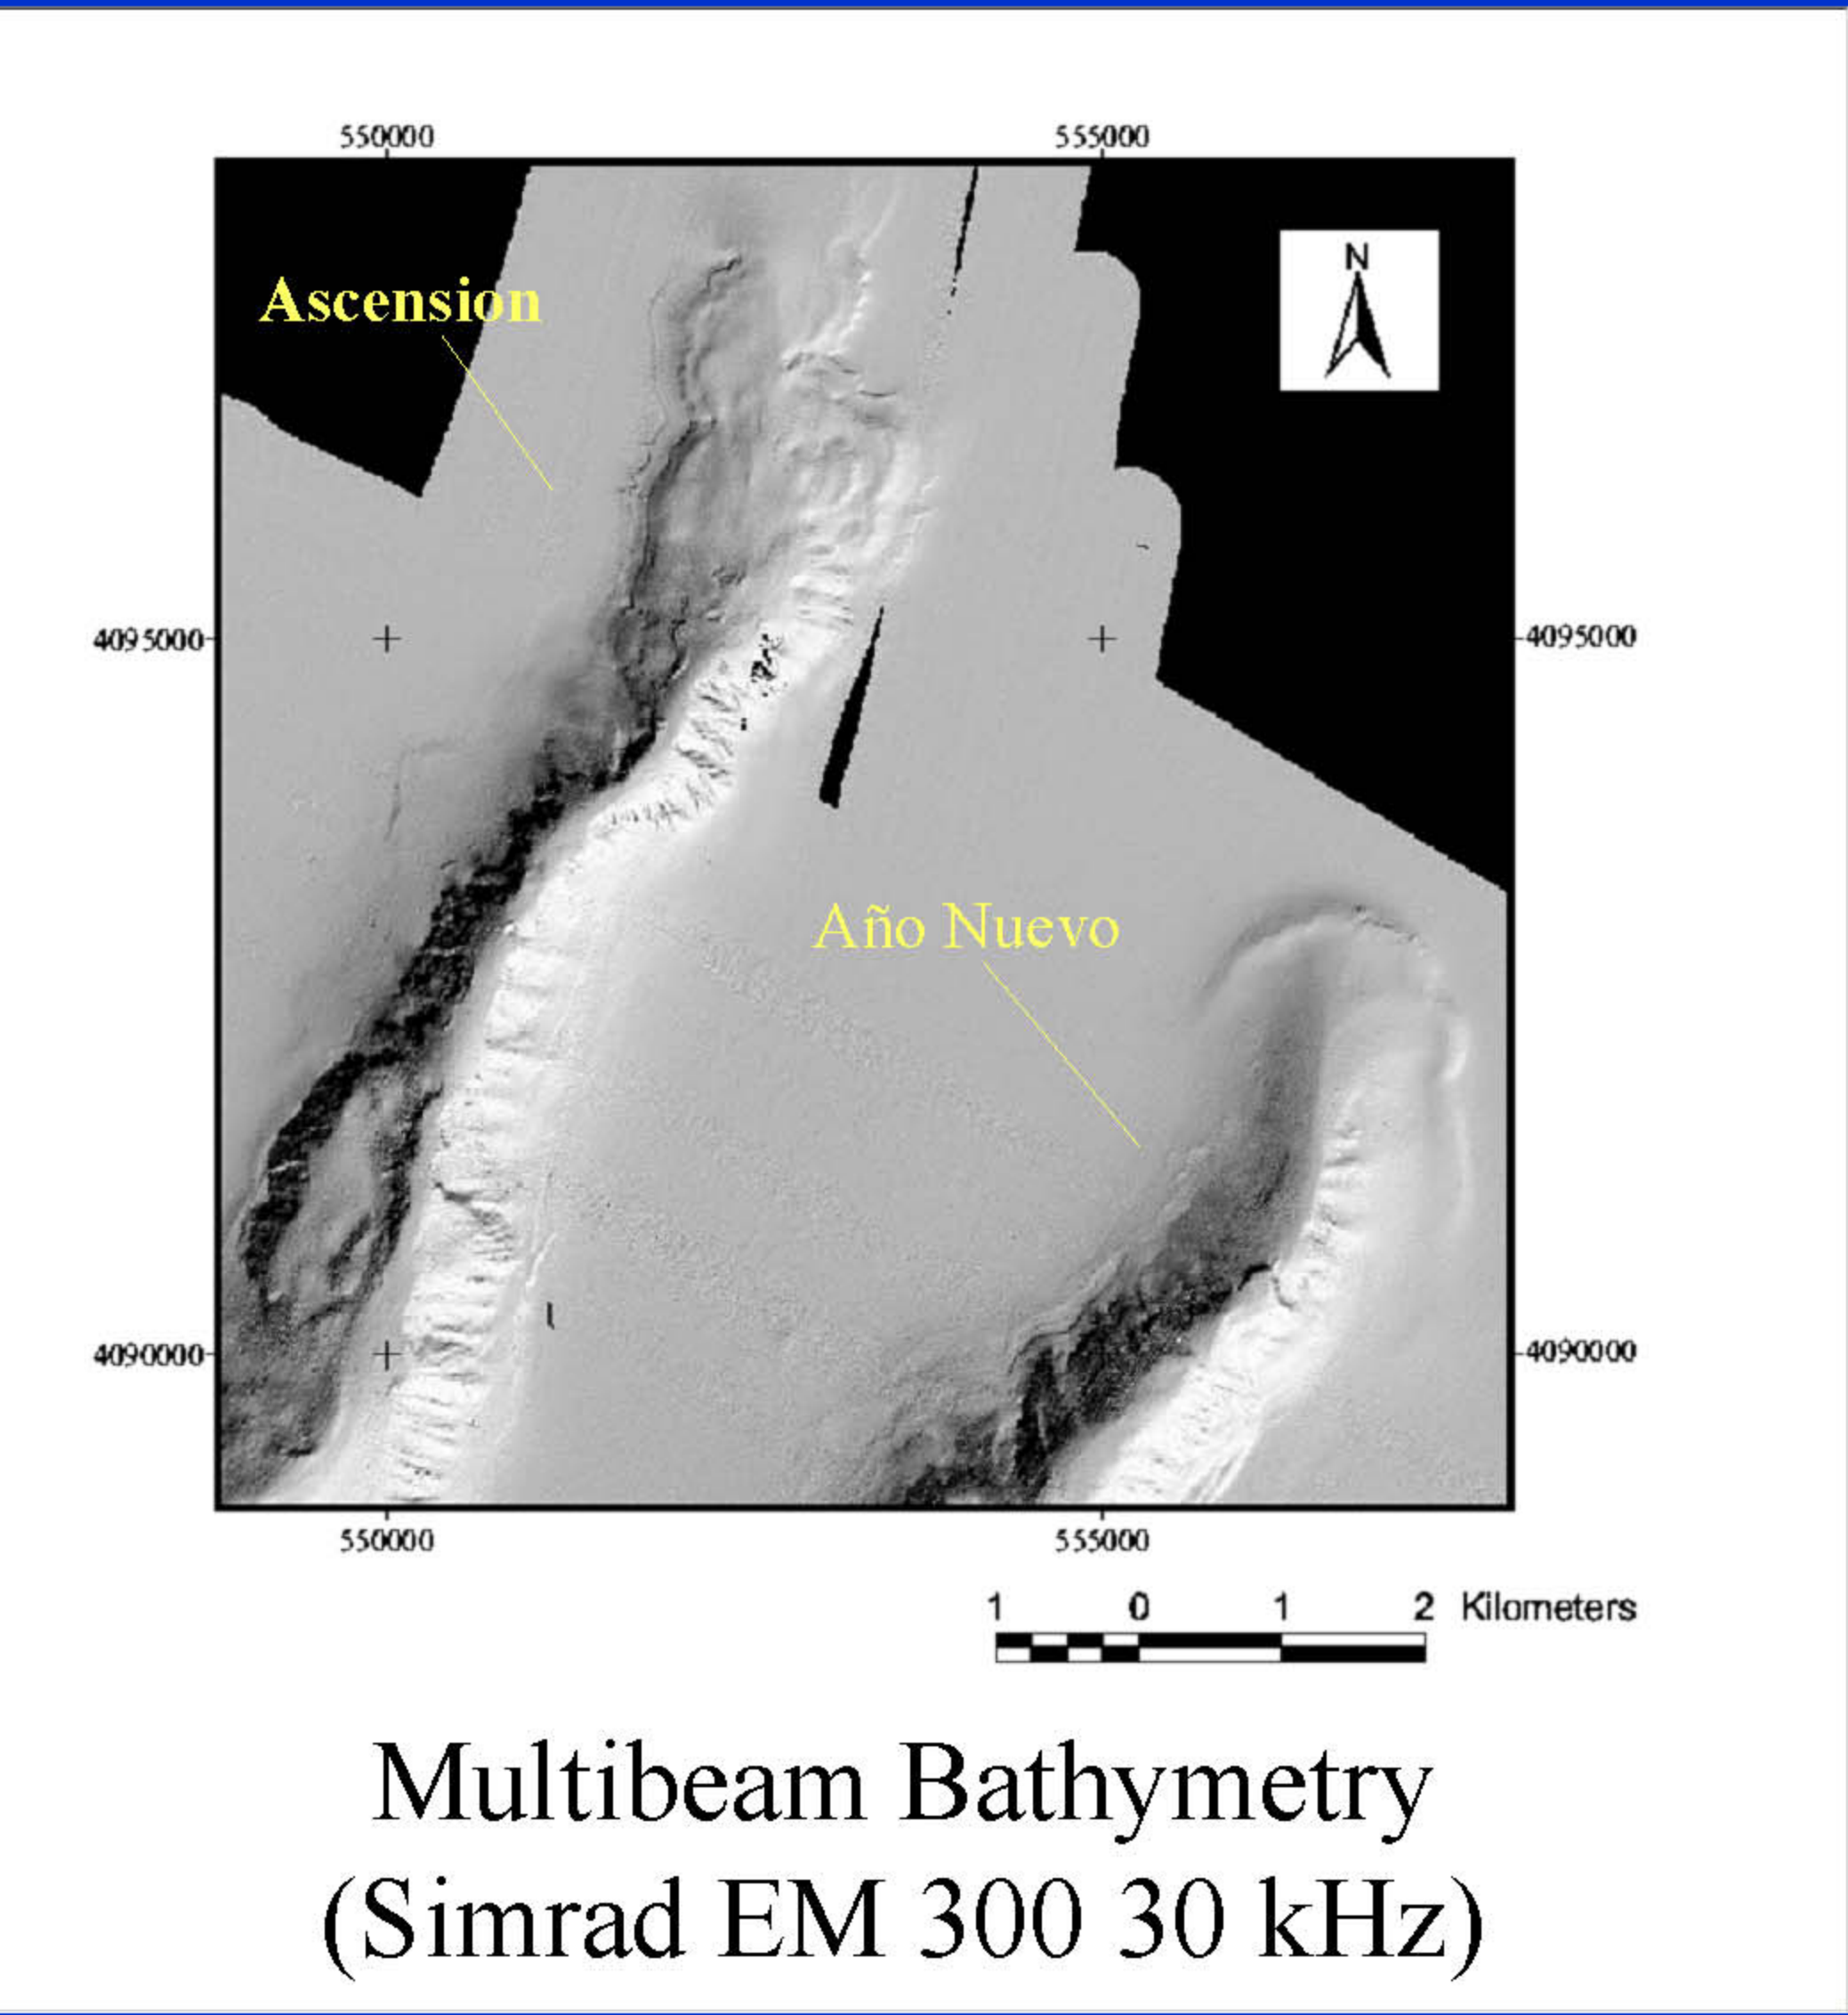 550000 555000
N
Ascension
4095000 4095000
Año Nuevo
4090000 4090000
550000 555000
1 0 1 2 Kilometers
Multibeam Bathymetry
(Simrad EM 300 30 kHz)